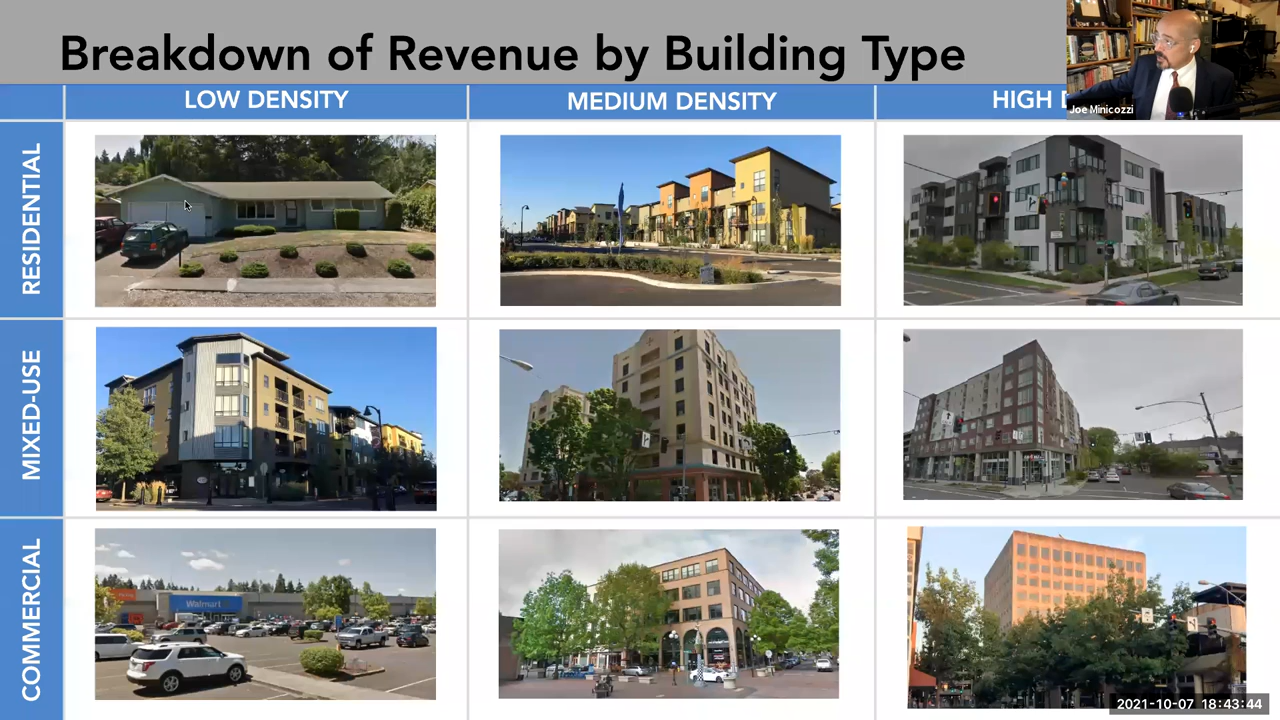 Breakdown of Revenue by Building Type
Joe Minicozzi
LOW DENSITY
MEDIUM DENSITY
HIGH
RESIDENTIAL
MIXED-USE
COMMERCIAL
Walmart
2021-10-07 18:43:44